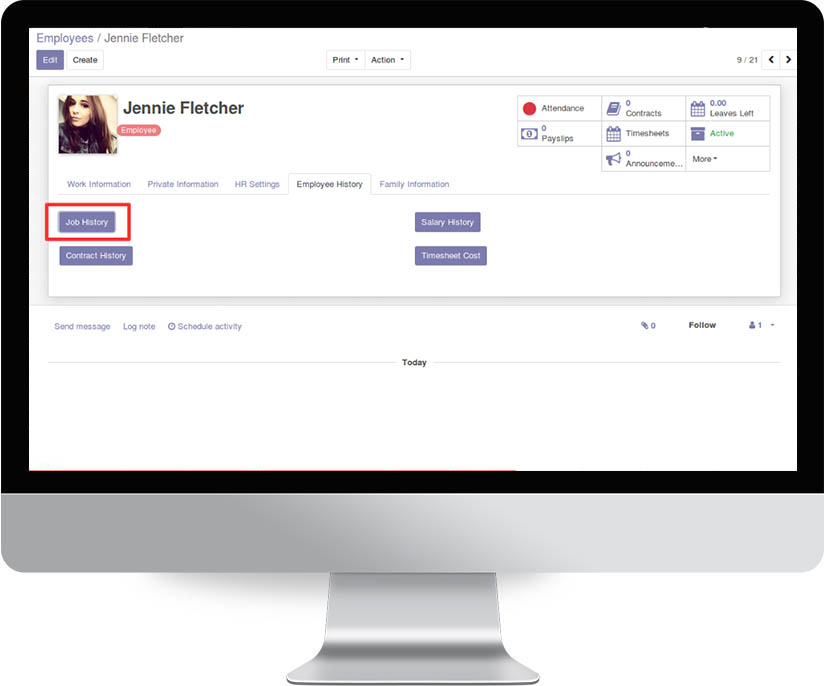 Employees / Jennie Fletcher
Edit Create Print Action 9 / 21
Jennie Fletcher
Employee
Attendance
0 Contracts
0.00 Leaves Left
0 Payslips
Timesheets
Active
0 Announceme...
More
Work Information Private Information HR Settings Employee History Family Information
Job History Salary History
Contract History Timesheet Cost
Send message Log note Schedule activity 0 Follow 1
Today